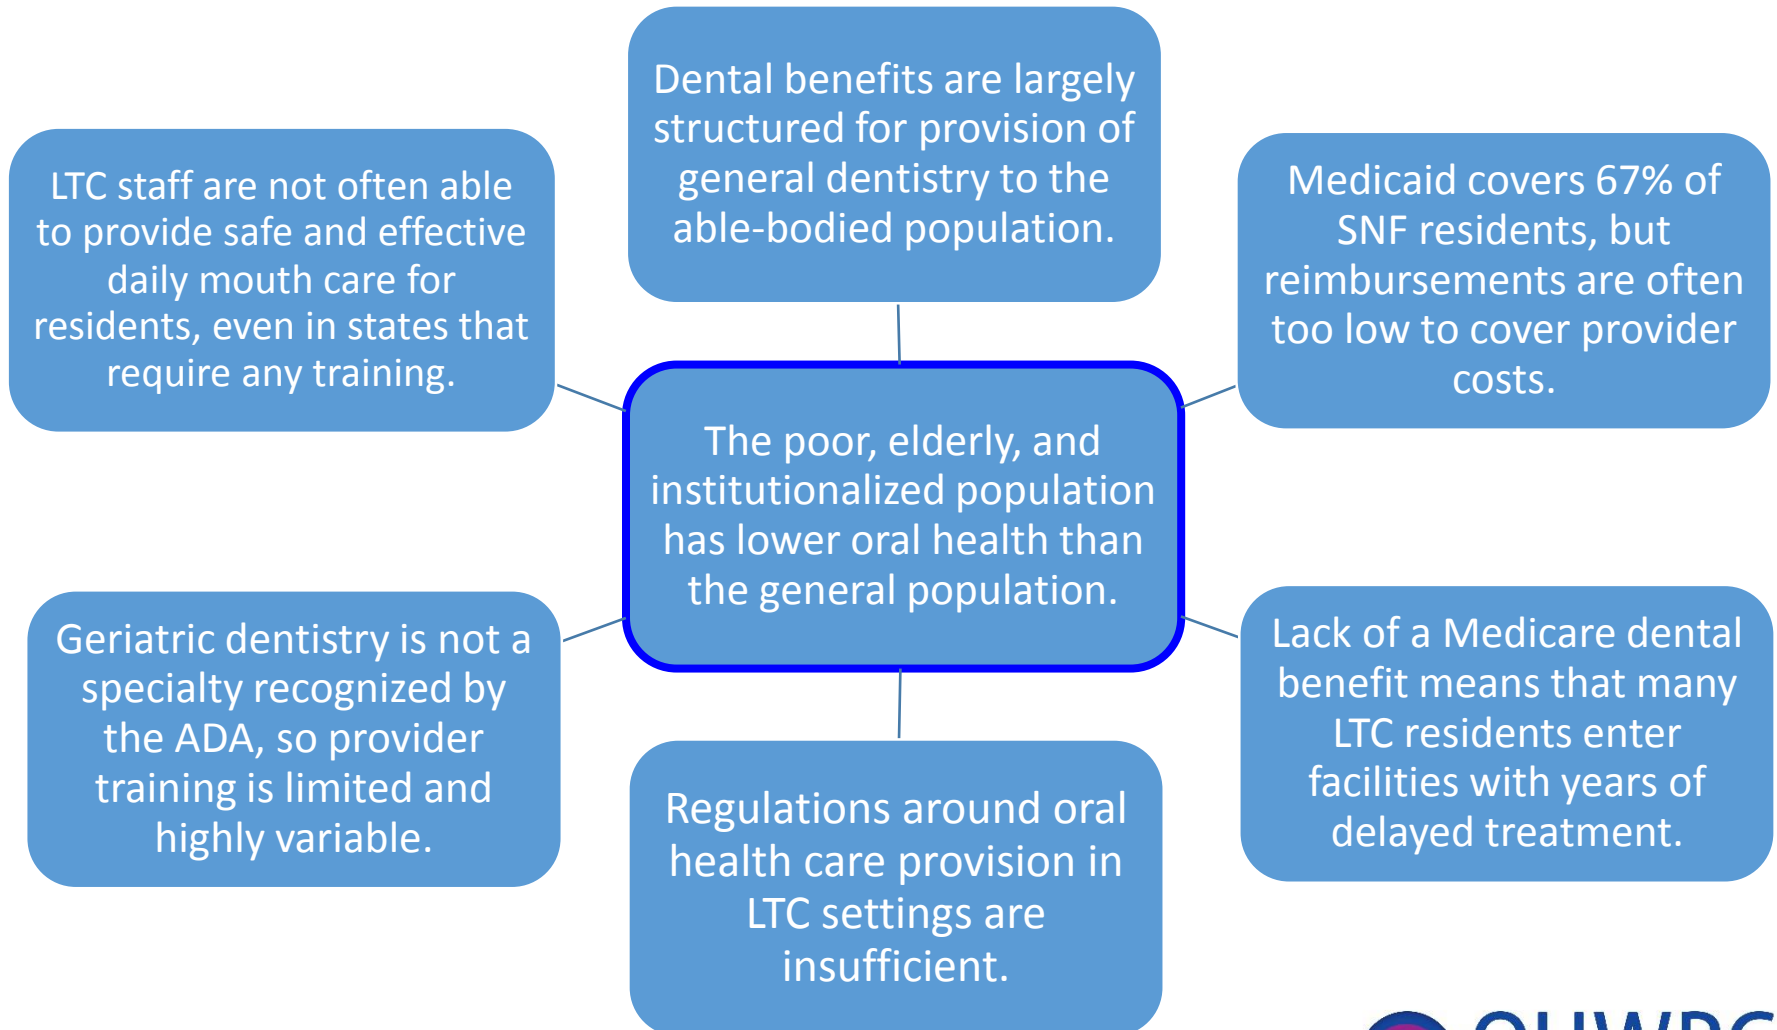 Dental benefits are largely
structured for provision of
general dentistry to the
able-bodied population.
LTC staff are not often able
to provide safe and effective
daily mouth care for
residents, even in states that
require any training.
Medicaid covers 67% of
SNF residents, but
reimbursements are often
too low to cover provider
costs.
The poor, elderly, and
institutionalized population
has lower oral health than
the general population.
Geriatric dentistry is not a
specialty recognized by
the ADA, so provider
training is limited and
highly variable.
Lack of a Medicare dental
benefit means that many
LTC residents enter
facilities with years of
delayed treatment.
Regulations around oral
health care provision in
LTC settings are
insufficient.